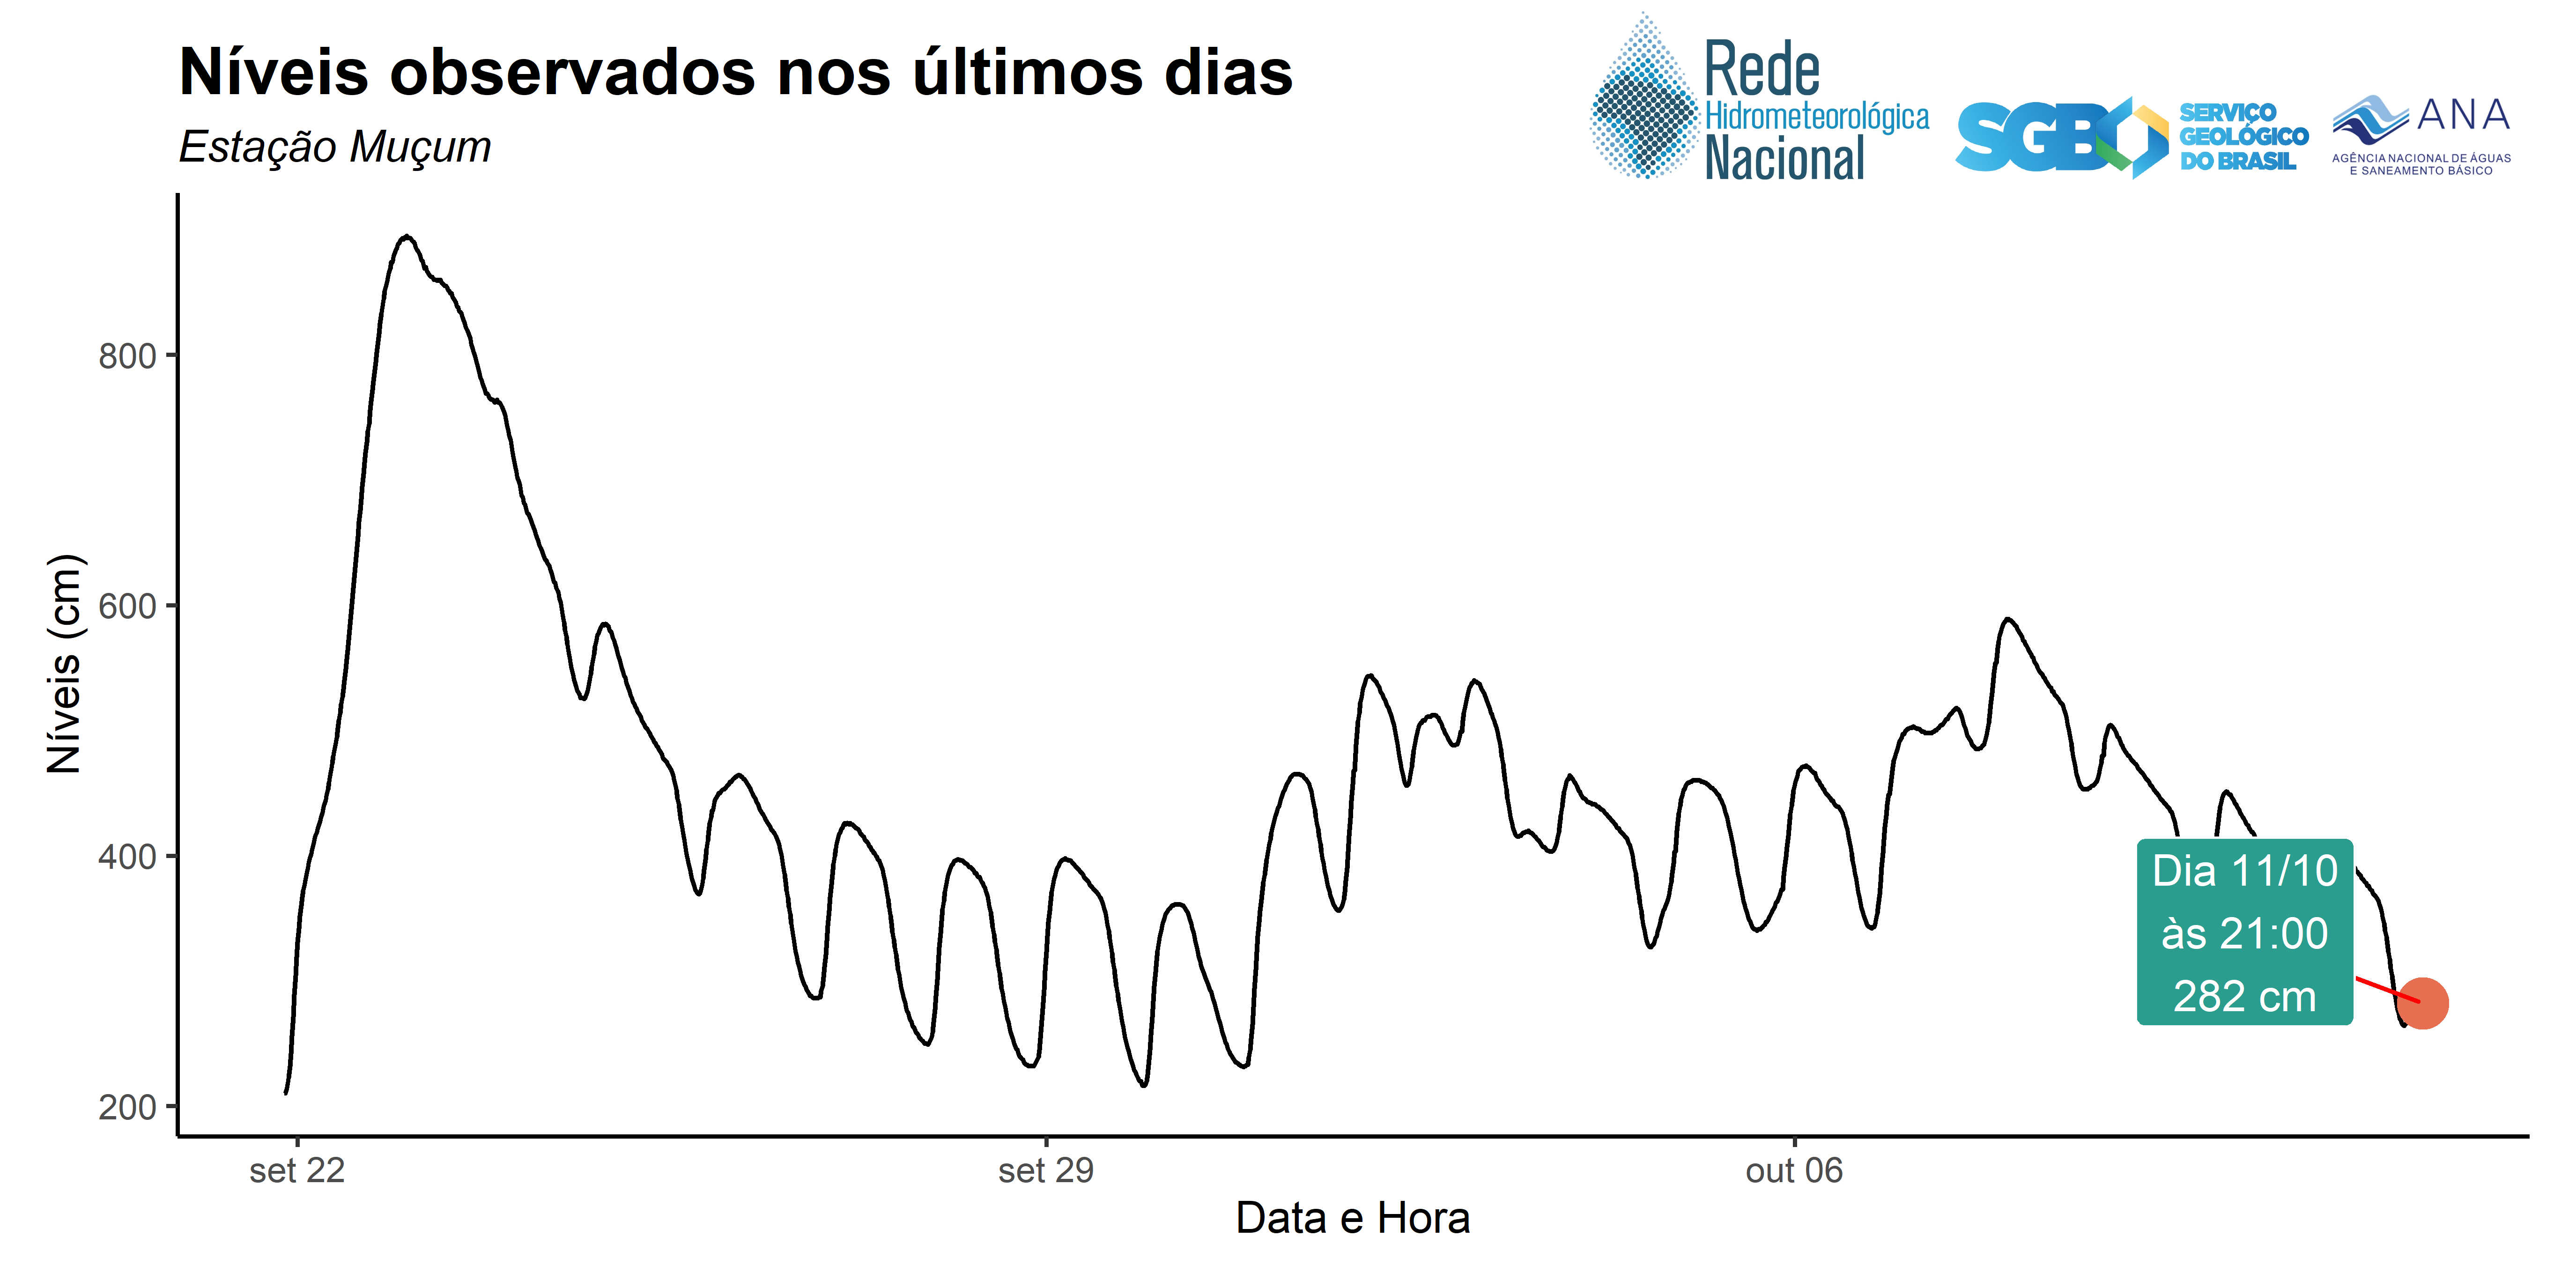 Níveis observados nos últimos dias
Estação Muçum
Rede
Hidrometeorológica
Nacional
SGB
SERVIÇO
GEOLÓGICO
DO BRASIL
ANA
AGÊNCIA NACIONAL DE ÁGUAS
E SANEAMENTO BÁSICO
Níveis (cm)
800
600
400
200
Dia 11/10
às 21:00
282 cm
set 22
set 29
out 06
Data e Hora